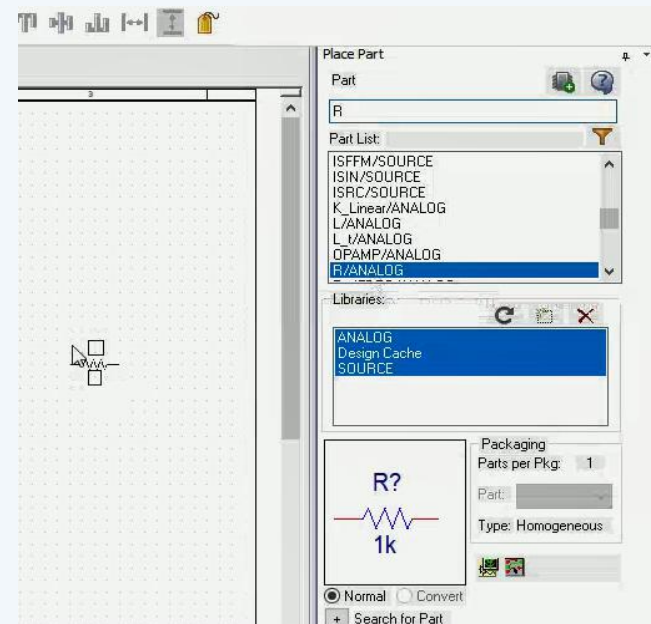 Place Part
3
Part
R
Part List:
ISFFM/SOURCE
ISIN/SOURCE
ISRC/SOURCE
K_Linear/ANALOG
L/ANALOG
L_t/ANALOG
OPAMP/ANALOG
R/ANALOG
Libraries:
ANALOG
Design Cache
SOURCE
Packaging
Parts per Pkg: 1
Part:
Type: Homogeneous
R?
1k
Normal
Convert
+ Search for Part